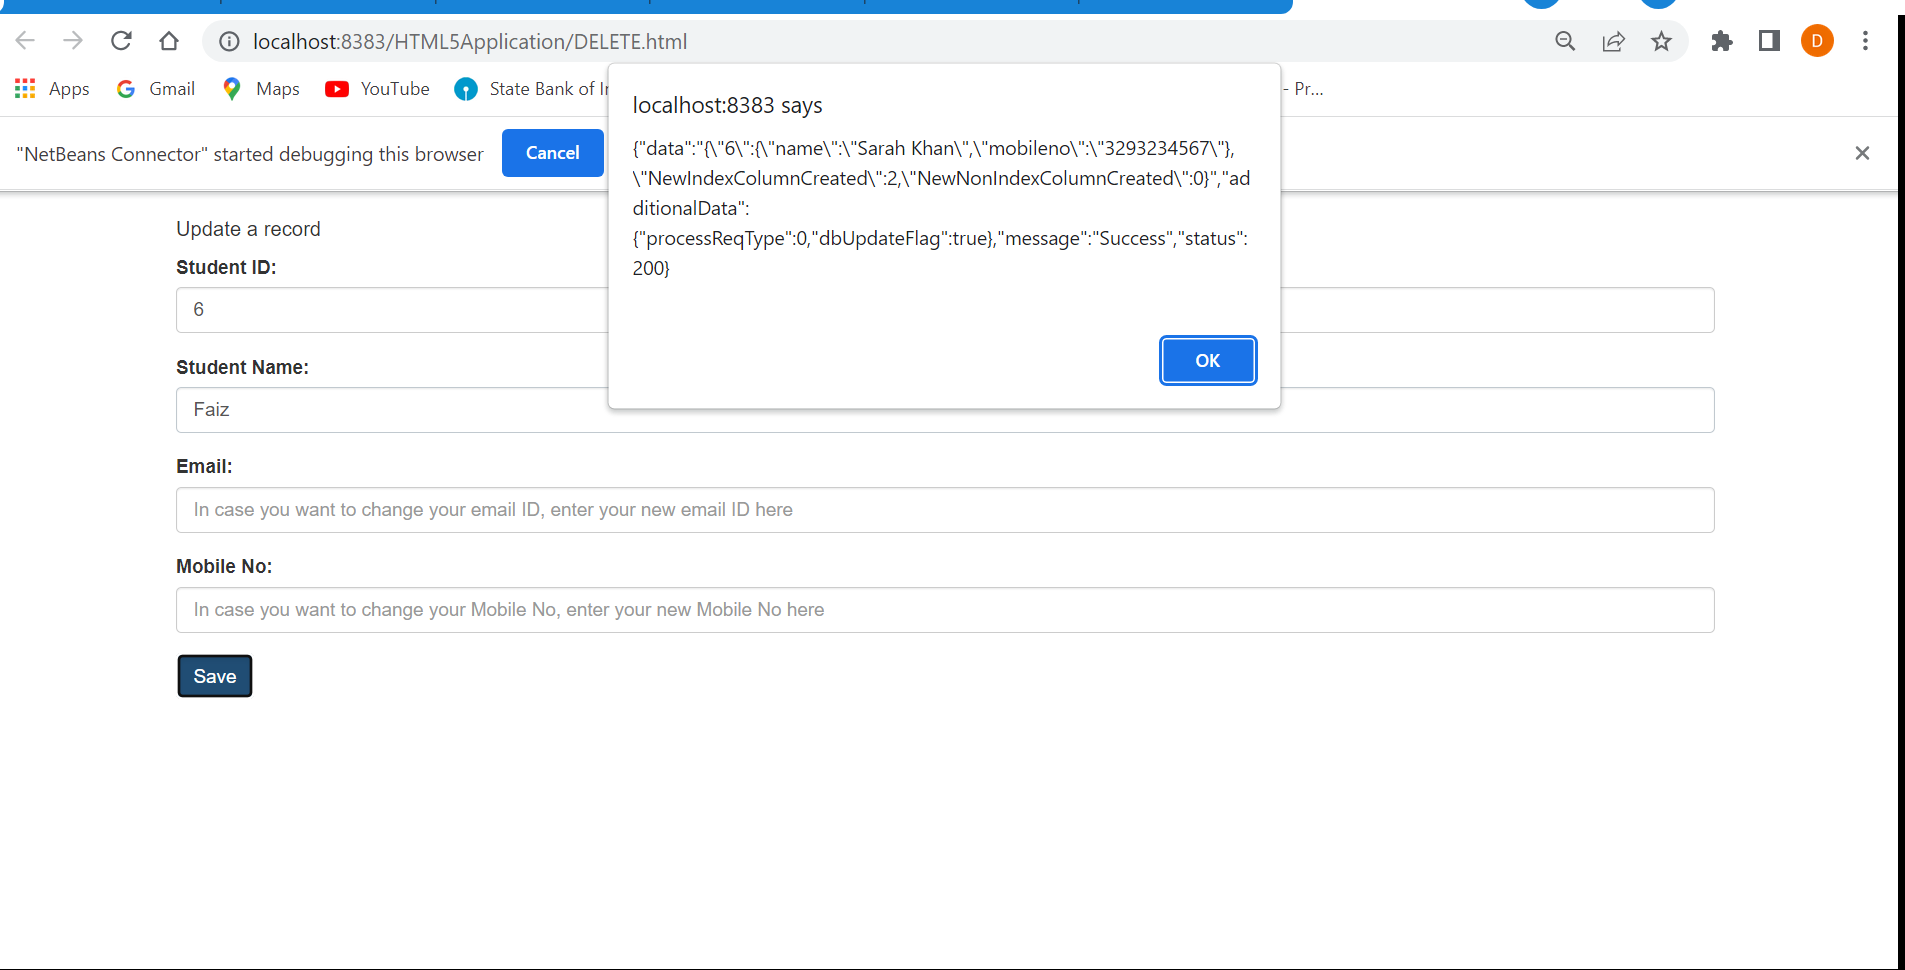 localhost:8383/HTML5Application/DELETE.html
D
Apps
Gmail
Maps
YouTube
State Bank of Ir
- Pr...
"NetBeans Connector" started debugging this browser
Cancel
localhost:8383 says
{"data":"{\"6\":{\"name\":\"Sarah Khan\",\"mobileno\":\"3293234567\"},
\"NewIndexColumnCreated\":2,\"NewNonIndexColumnCreated\":0}","ad
ditionalData":
{"processReqType":0,"dbUpdateFlag":true},"message":"Success","status":
200}
OK
Update a record
Student ID:
6
Student Name:
Faiz
Email:
In case you want to change your email ID, enter your new email ID here
Mobile No:
In case you want to change your Mobile No, enter your new Mobile No here
Save